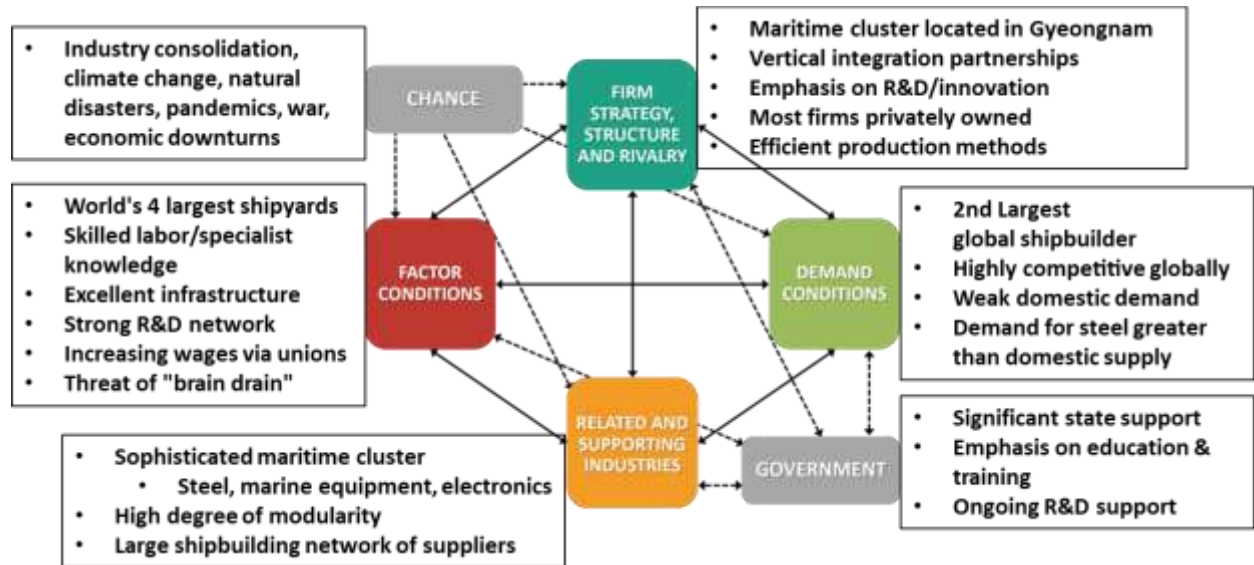 • Industry consolidation,
climate change, natural
disasters, pandemics, war,
economic downturns
CHANCE
FIRM
STRATEGY,
STRUCTURE
AND RIVALRY
• Maritime cluster located in Gyeongnam
• Vertical integration partnerships
• Emphasis on R&D/innovation
• Most firms privately owned
• Efficient production methods
• World's 4 largest shipyards
• Skilled labor/specialist
knowledge
• Excellent infrastructure
• Strong R&D network
• Increasing wages via unions
• Threat of "brain drain"
FACTOR
CONDITIONS
DEMAND
CONDITIONS
• 2nd Largest
global shipbuilder
• Highly competitive globally
• Weak domestic demand
• Demand for steel greater
than domestic supply
• Sophisticated maritime cluster
• Steel, marine equipment, electronics
• High degree of modularity
• Large shipbuilding network of suppliers
RELATED AND
SUPPORTING
INDUSTRIES
GOVERNMENT
• Significant state support
• Emphasis on education &
training
• Ongoing R&D support